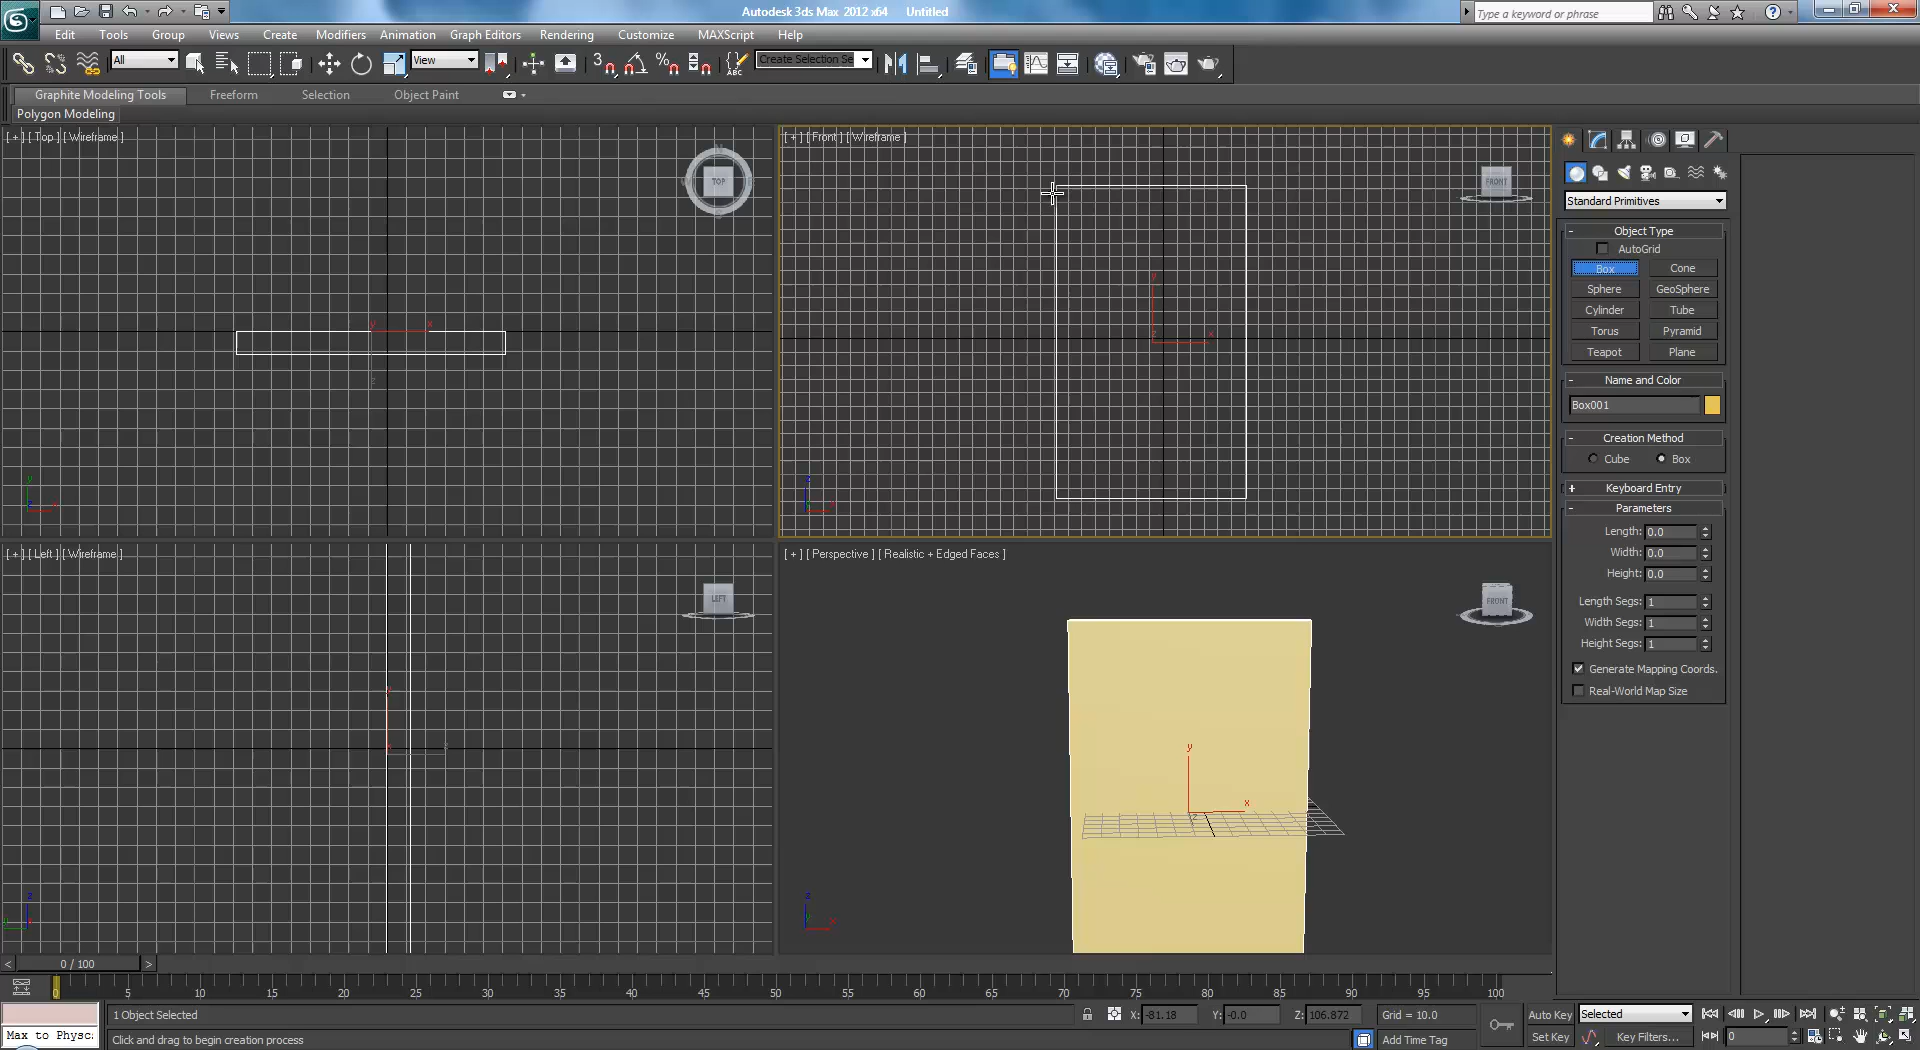 Autodesk 3ds Max 2012 x64 Untitled
Type a keyword or phrase
Edit Tools Group Views Create Modifiers Animation Graph Editors Rendering Customize MAXScript Help
All View 3 Create Selection Se
Graphite Modeling Tools Freeform Selection Object Paint
Polygon Modeling
[ + ] [ Top ] [ Wireframe ]
TOP
[ + ] [ Front ] [ Wireframe ]
FRONT
[ + ] [ Left ] [ Wireframe ]
LEFT
[ + ] [ Perspective ] [ Realistic + Edged Faces ]
FRONT
Standard Primitives
- Object Type
AutoGrid
Box Cone
Sphere GeoSphere
Cylinder Tube
Torus Pyramid
Teapot Plane
- Name and Color
Box001
- Creation Method
Cube Box
+ Keyboard Entry
- Parameters
Length: 0.0
Width: 0.0
Height: 0.0
Length Segs: 1
Width Segs: 1
Height Segs: 1
Generate Mapping Coords.
Real-World Map Size
< 0 / 100 >
0 5 10 15 20 25 30 35 40 45 50 55 60 65 70 75 80 85 90 95 100
1 Object Selected X: -81.18 Y: -0.0 Z: 106.872 Grid = 10.0 Auto Key Selected
Max to Physc: Click and drag to begin creation process Add Time Tag Set Key Key Filters... 0